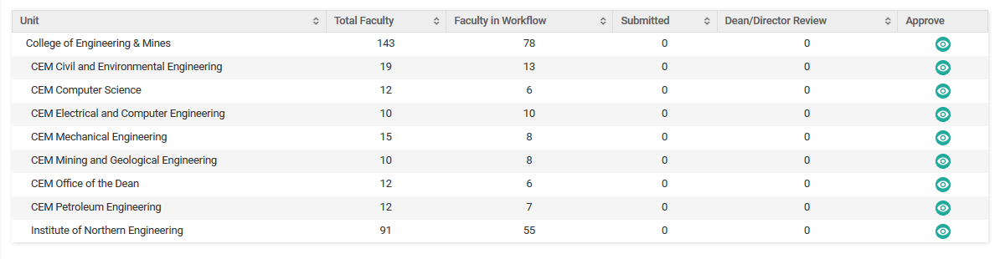 Unit Total Faculty Faculty in Workflow Submitted Dean/Director Review Approve
College of Engineering & Mines 143 78 0 0
CEM Civil and Environmental Engineering 19 13 0 0
CEM Computer Science 12 6 0 0
CEM Electrical and Computer Engineering 10 10 0 0
CEM Mechanical Engineering 15 8 0 0
CEM Mining and Geological Engineering 10 8 0 0
CEM Office of the Dean 12 6 0 0
CEM Petroleum Engineering 12 7 0 0
Institute of Northern Engineering 91 55 0 0